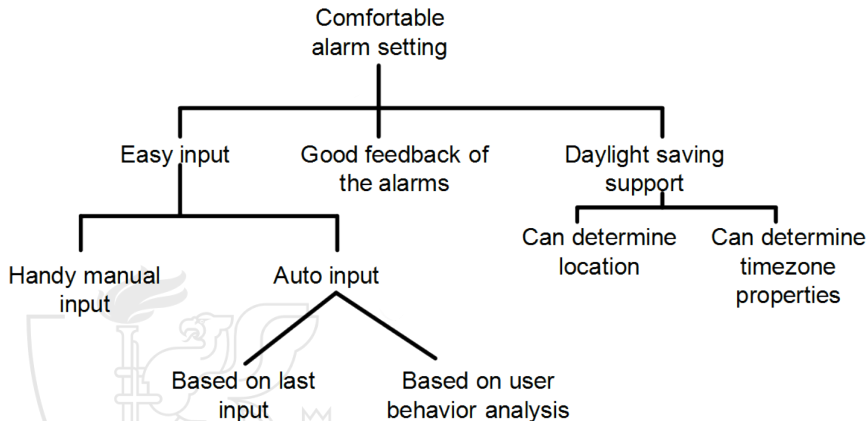 Comfortable
alarm setting
Easy input
Good feedback of
the alarms
Daylight saving
support
Handy manual
input
Auto input
Can determine
location
Can determine
timezone
properties
Based on last
input
Based on user
behavior analysis